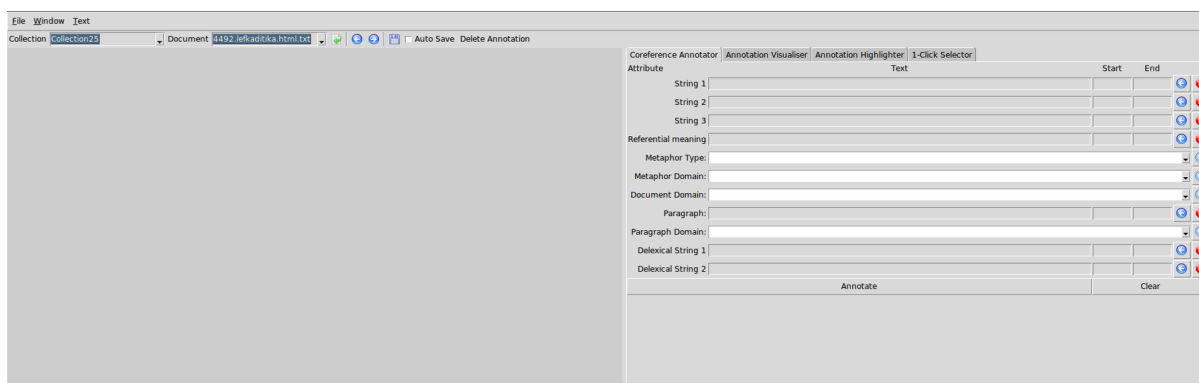 File Window Text
Collection Collection25 Document 4492.lefkaditika.html.txt Auto Save Delete Annotation
Coreference Annotator Annotation Visualiser Annotation Highlighter 1-Click Selector
Attribute Text Start End
String 1
String 2
String 3
Referential meaning
Metaphor Type:
Metaphor Domain:
Document Domain:
Paragraph:
Paragraph Domain:
Delexical String 1
Delexical String 2
Annotate Clear